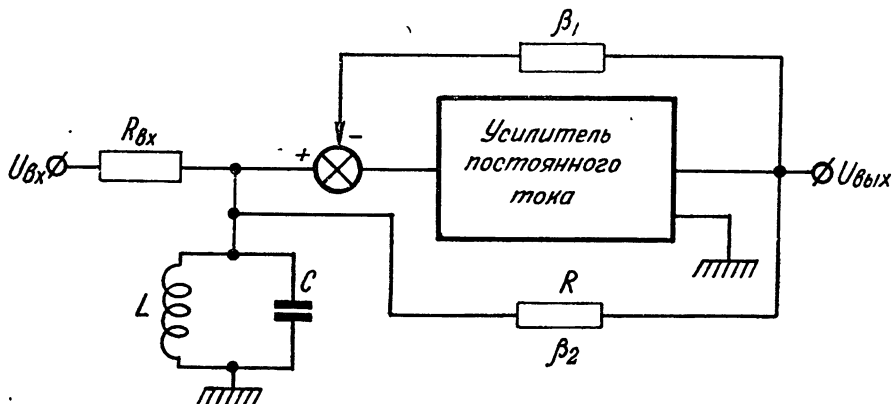 β₁
−
Uвх
Rвх
+
Усилитель
постоянного
тока
Uвых
L
C
R
β₂